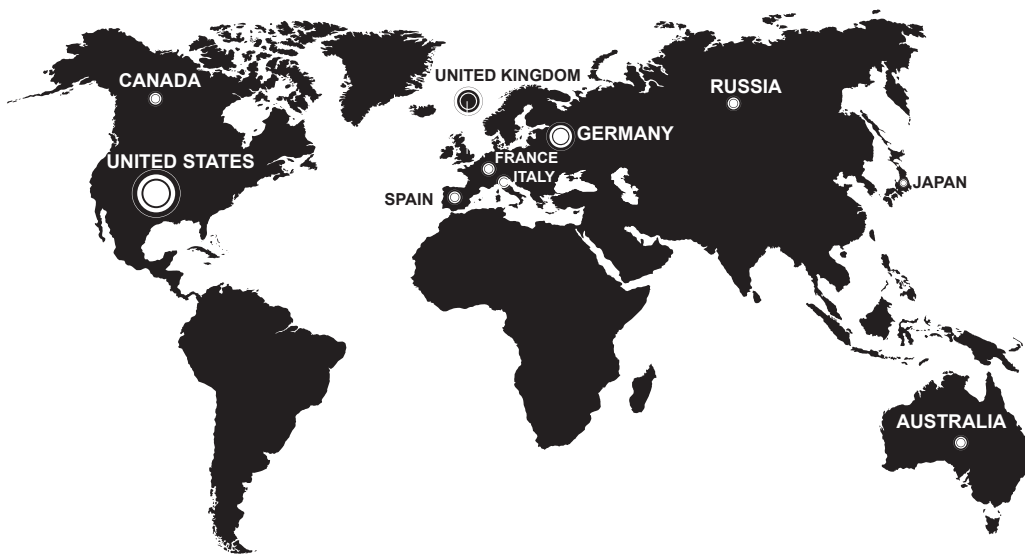 UNITED KINGDOM
CANADA
RUSSIA
GERMANY
FRANCE
UNITED STATES
ITALY
JAPAN
SPAIN
AUSTRALIA